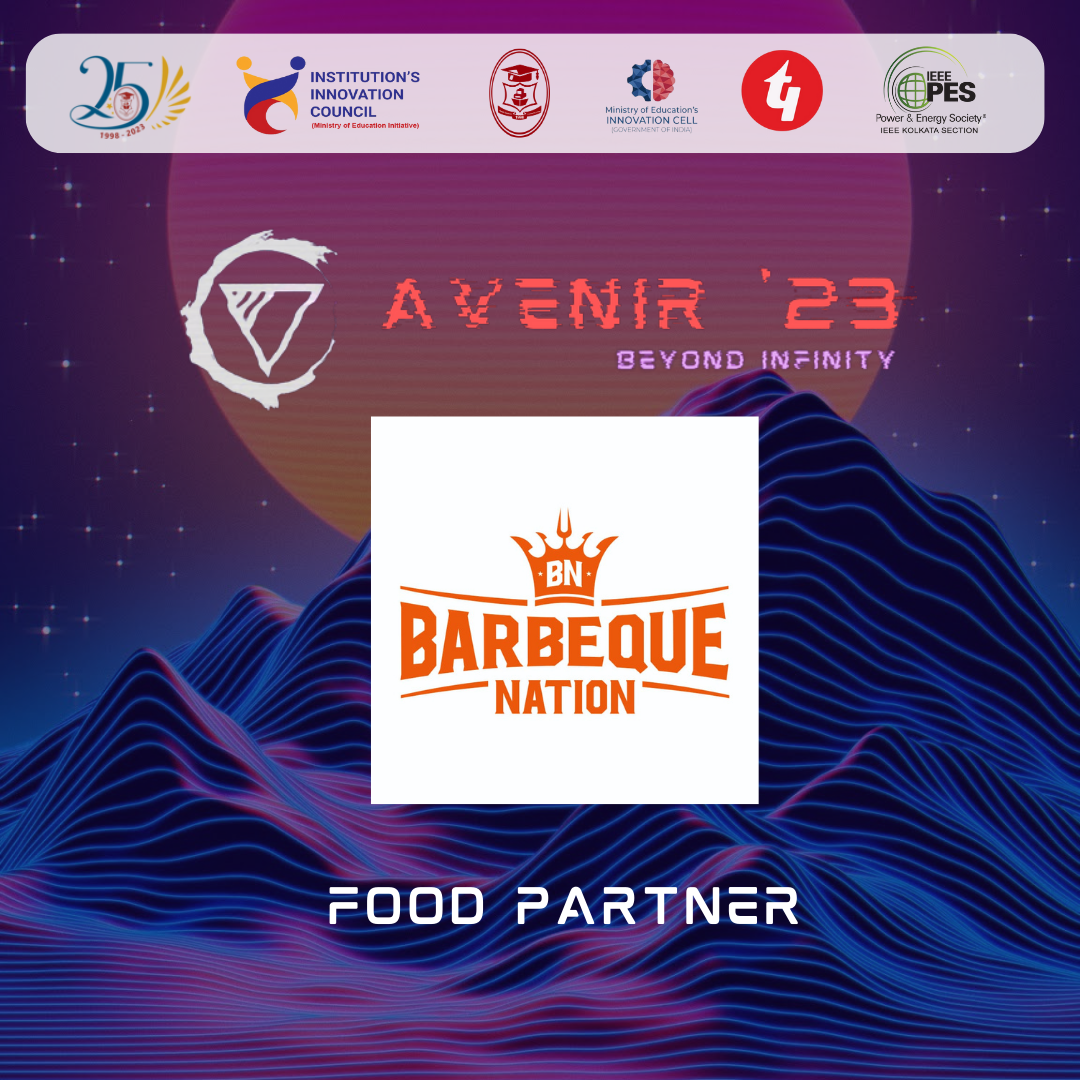 25
1998 - 2023
INSTITUTION'S
INNOVATION
COUNCIL
(Ministry of Education Initiative)
Ministry of Education's
INNOVATION CELL
(GOVERNMENT OF INDIA)
IEEE
PES
Power & Energy Society®
IEEE KOLKATA SECTION
AVENIR '23
BEYOND INFINITY
BN
BARBEQUE
NATION
FOOD PARTNER